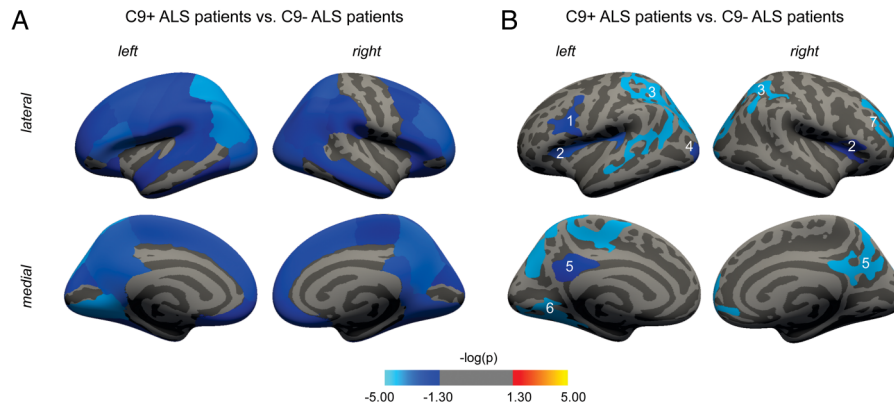 A
C9+ ALS patients vs. C9- ALS patients
left
right
lateral
medial
B
C9+ ALS patients vs. C9- ALS patients
left
right
1
2
3
4
3
7
2
5
6
5
-log(p)
-5.00 -1.30 1.30 5.00